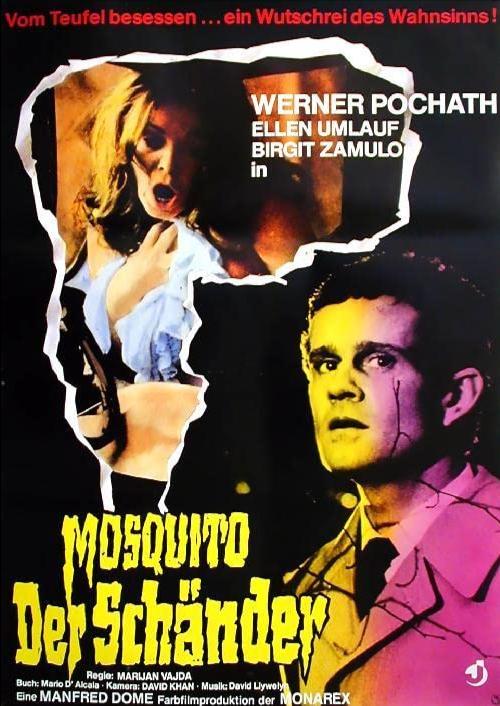 Vom Teufel besessen ... ein Wutschrei des Wahnsinns!
WERNER POCHATH
ELLEN UMLAUF
BIRGIT ZAMULO
in
MOSQUITO
Der Schänder
Regie: MARIJAN VAJDA
Buch: Mario D'Alcala - Kamera: DAVID KHAN - Musik: David Llywelyn
Eine MANFRED DOME Farbfilmproduktion der MONAREX